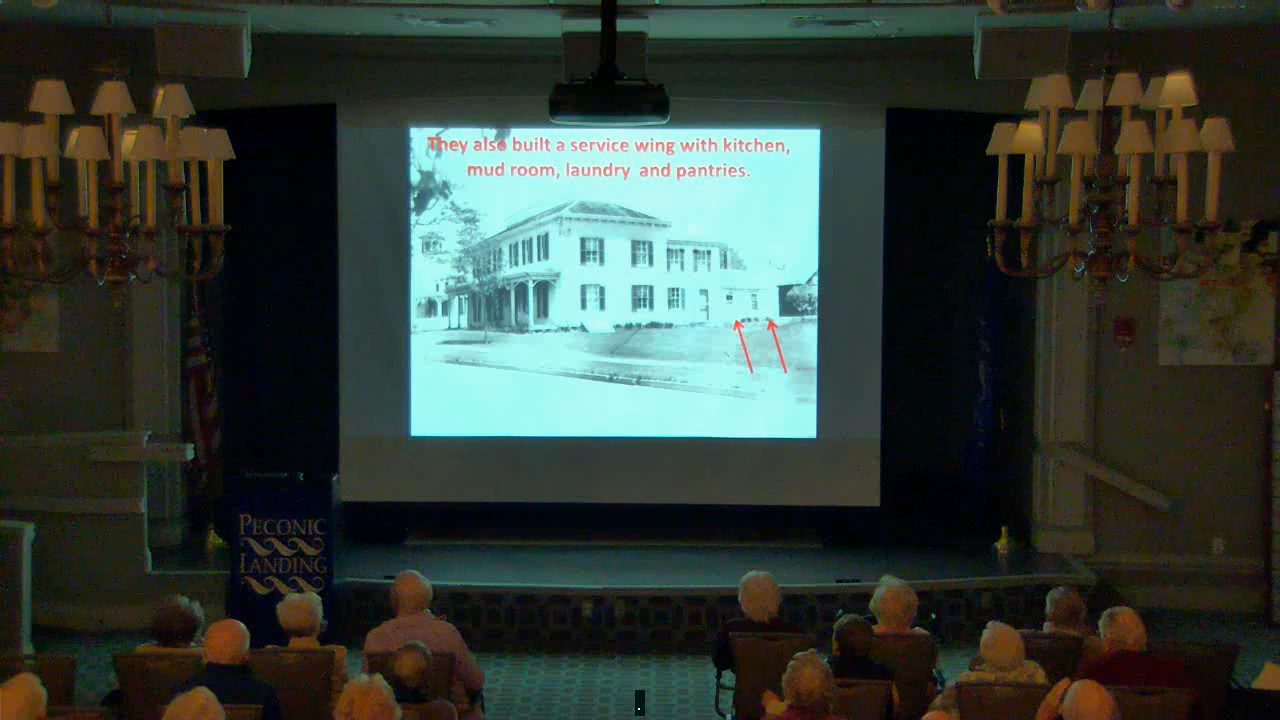 They also built a service wing with kitchen,
mud room, laundry and pantries.
PECONIC
LANDING
.